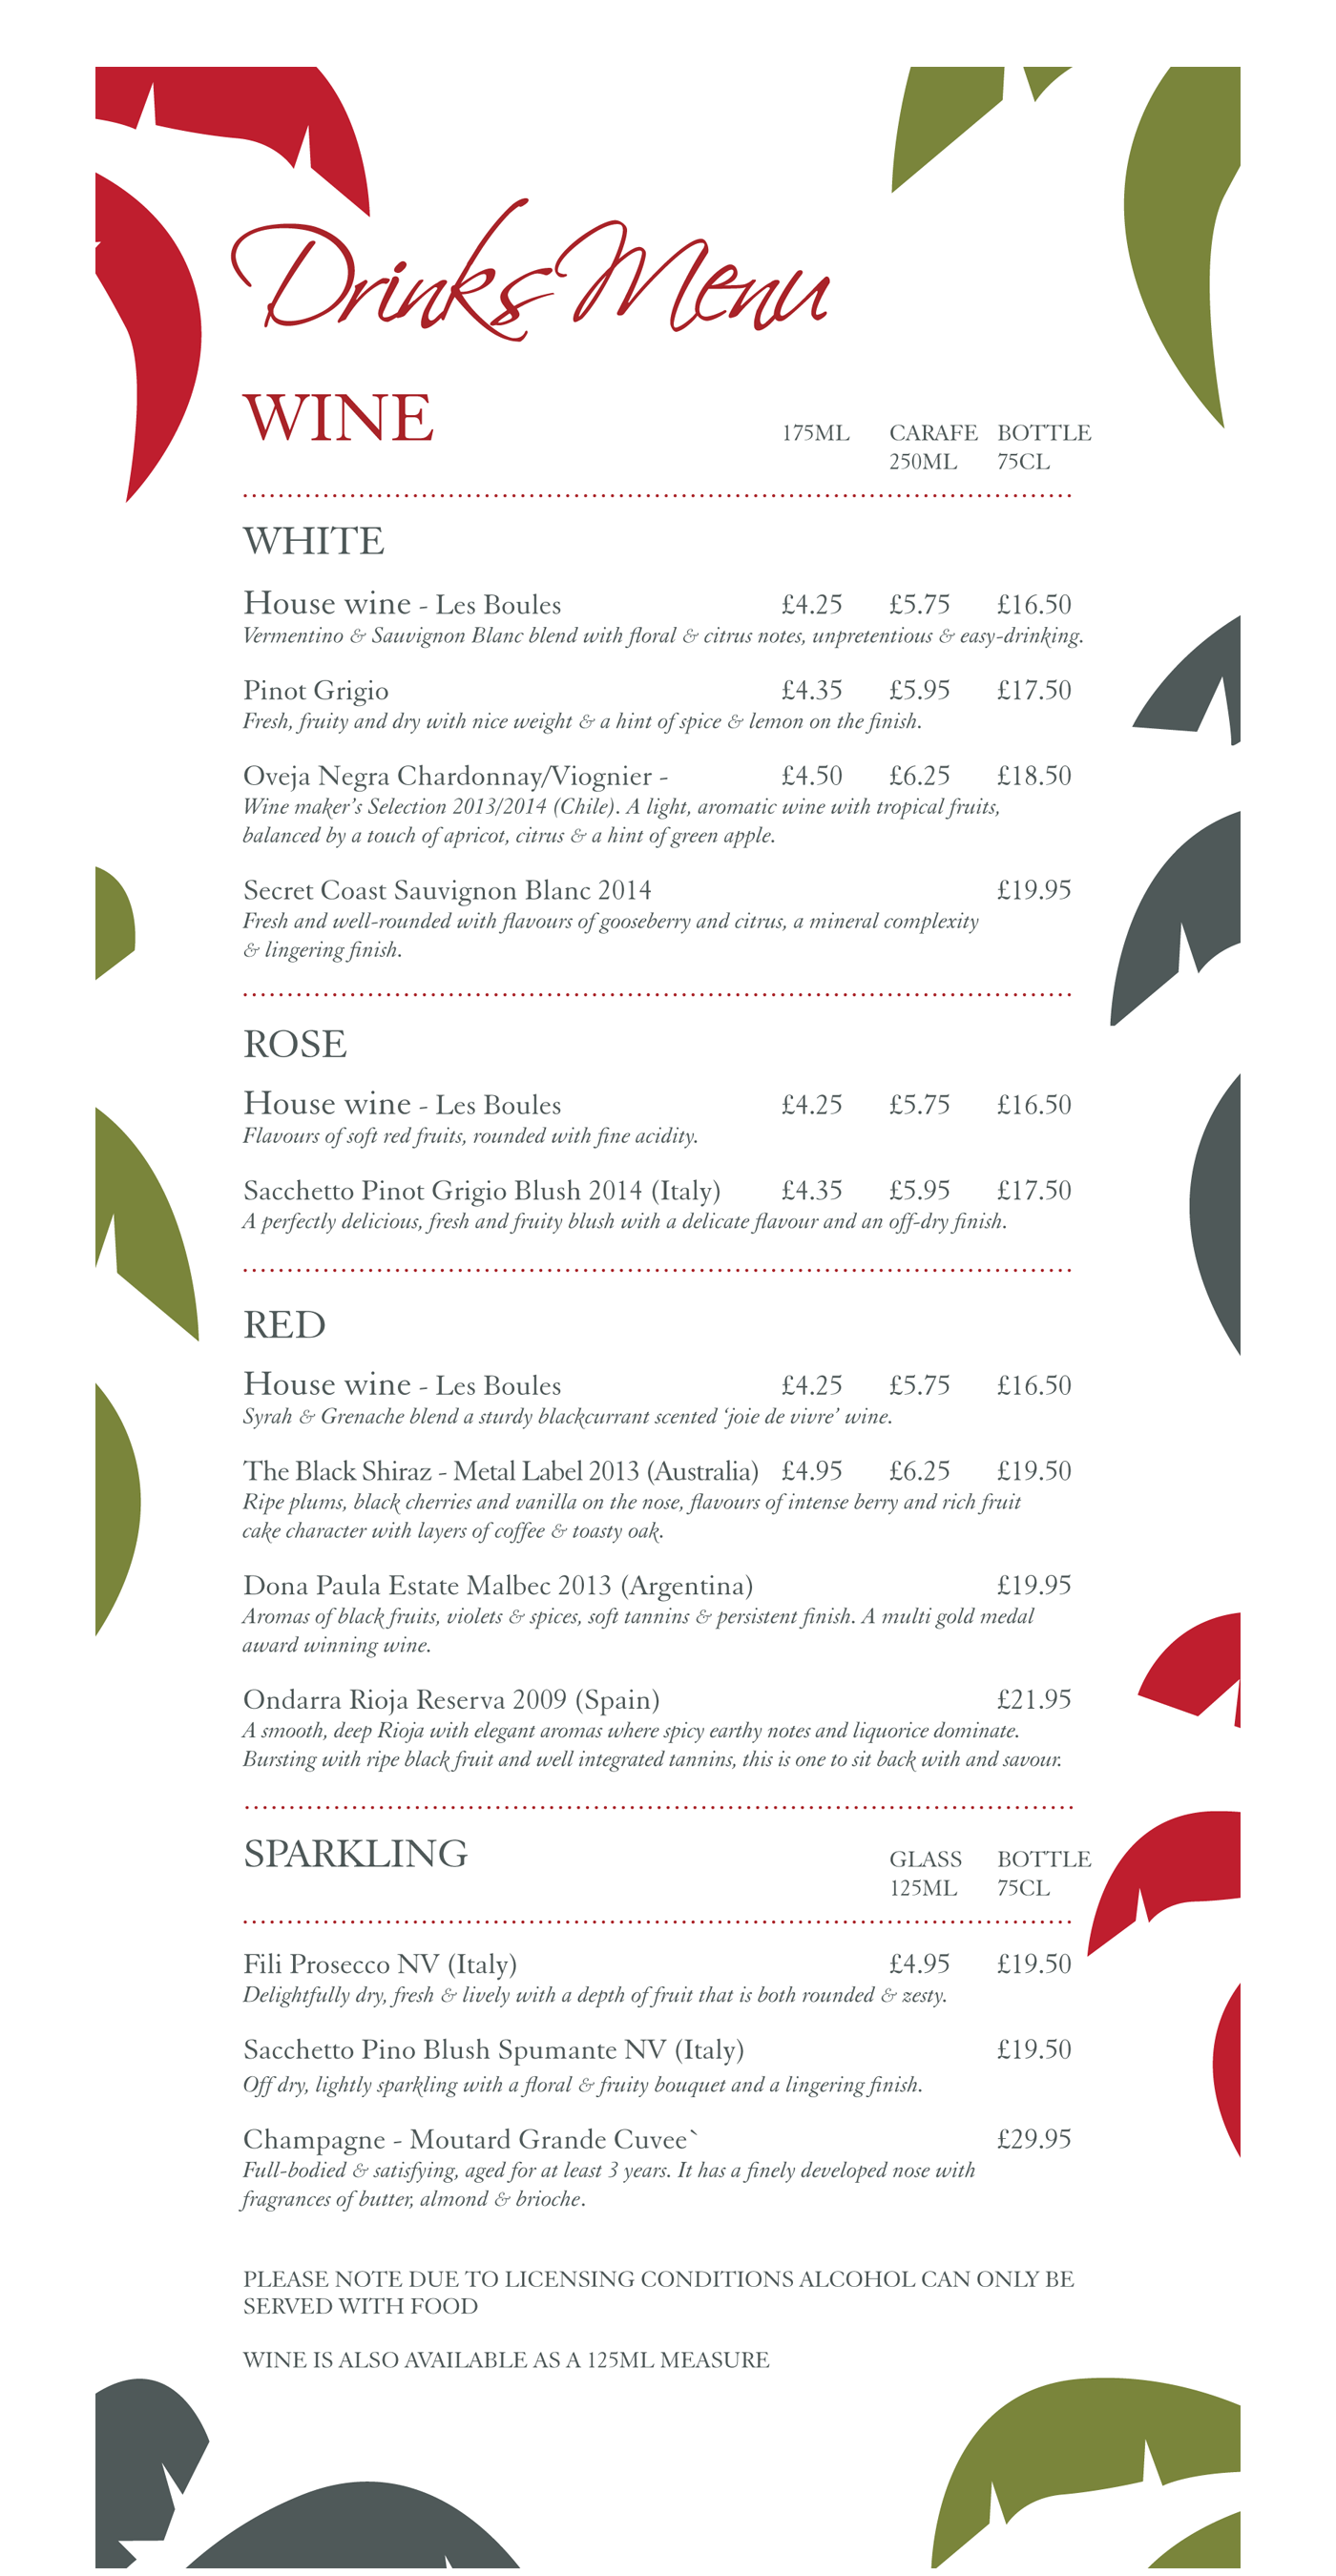 Drinks Menu
WINE 175ML CARAFE BOTTLE
250ML 75CL
WHITE
House wine - Les Boules £4.25 £5.75 £16.50
Vermentino & Sauvignon Blanc blend with floral & citrus notes, unpretentious & easy-drinking.
Pinot Grigio £4.35 £5.95 £17.50
Fresh, fruity and dry with nice weight & a hint of spice & lemon on the finish.
Oveja Negra Chardonnay/Viognier - £4.50 £6.25 £18.50
Wine maker's Selection 2013/2014 (Chile). A light, aromatic wine with tropical fruits,
balanced by a touch of apricot, citrus & a hint of green apple.
Secret Coast Sauvignon Blanc 2014 £19.95
Fresh and well-rounded with flavours of gooseberry and citrus, a mineral complexity
& lingering finish.
ROSE
House wine - Les Boules £4.25 £5.75 £16.50
Flavours of soft red fruits, rounded with fine acidity.
Sacchetto Pinot Grigio Blush 2014 (Italy) £4.35 £5.95 £17.50
A perfectly delicious, fresh and fruity blush with a delicate flavour and an off-dry finish.
RED
House wine - Les Boules £4.25 £5.75 £16.50
Syrah & Grenache blend a sturdy blackcurrant scented 'joie de vivre' wine.
The Black Shiraz - Metal Label 2013 (Australia) £4.95 £6.25 £19.50
Ripe plums, black cherries and vanilla on the nose, flavours of intense berry and rich fruit
cake character with layers of coffee & toasty oak.
Dona Paula Estate Malbec 2013 (Argentina) £19.95
Aromas of black fruits, violets & spices, soft tannins & persistent finish. A multi gold medal
award winning wine.
Ondarra Rioja Reserva 2009 (Spain) £21.95
A smooth, deep Rioja with elegant aromas where spicy earthy notes and liquorice dominate.
Bursting with ripe black fruit and well integrated tannins, this is one to sit back with and savour.
SPARKLING GLASS BOTTLE
125ML 75CL
Fili Prosecco NV (Italy) £4.95 £19.50
Delightfully dry, fresh & lively with a depth of fruit that is both rounded & zesty.
Sacchetto Pino Blush Spumante NV (Italy) £19.50
Off dry, lightly sparkling with a floral & fruity bouquet and a lingering finish.
Champagne - Moutard Grande Cuvee` £29.95
Full-bodied & satisfying, aged for at least 3 years. It has a finely developed nose with
fragrances of butter, almond & brioche.
PLEASE NOTE DUE TO LICENSING CONDITIONS ALCOHOL CAN ONLY BE
SERVED WITH FOOD
WINE IS ALSO AVAILABLE AS A 125ML MEASURE